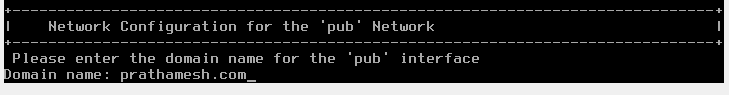 Network Configuration for the 'pub' Network
Please enter the domain name for the 'pub' interface
Domain name: prathamesh.com_